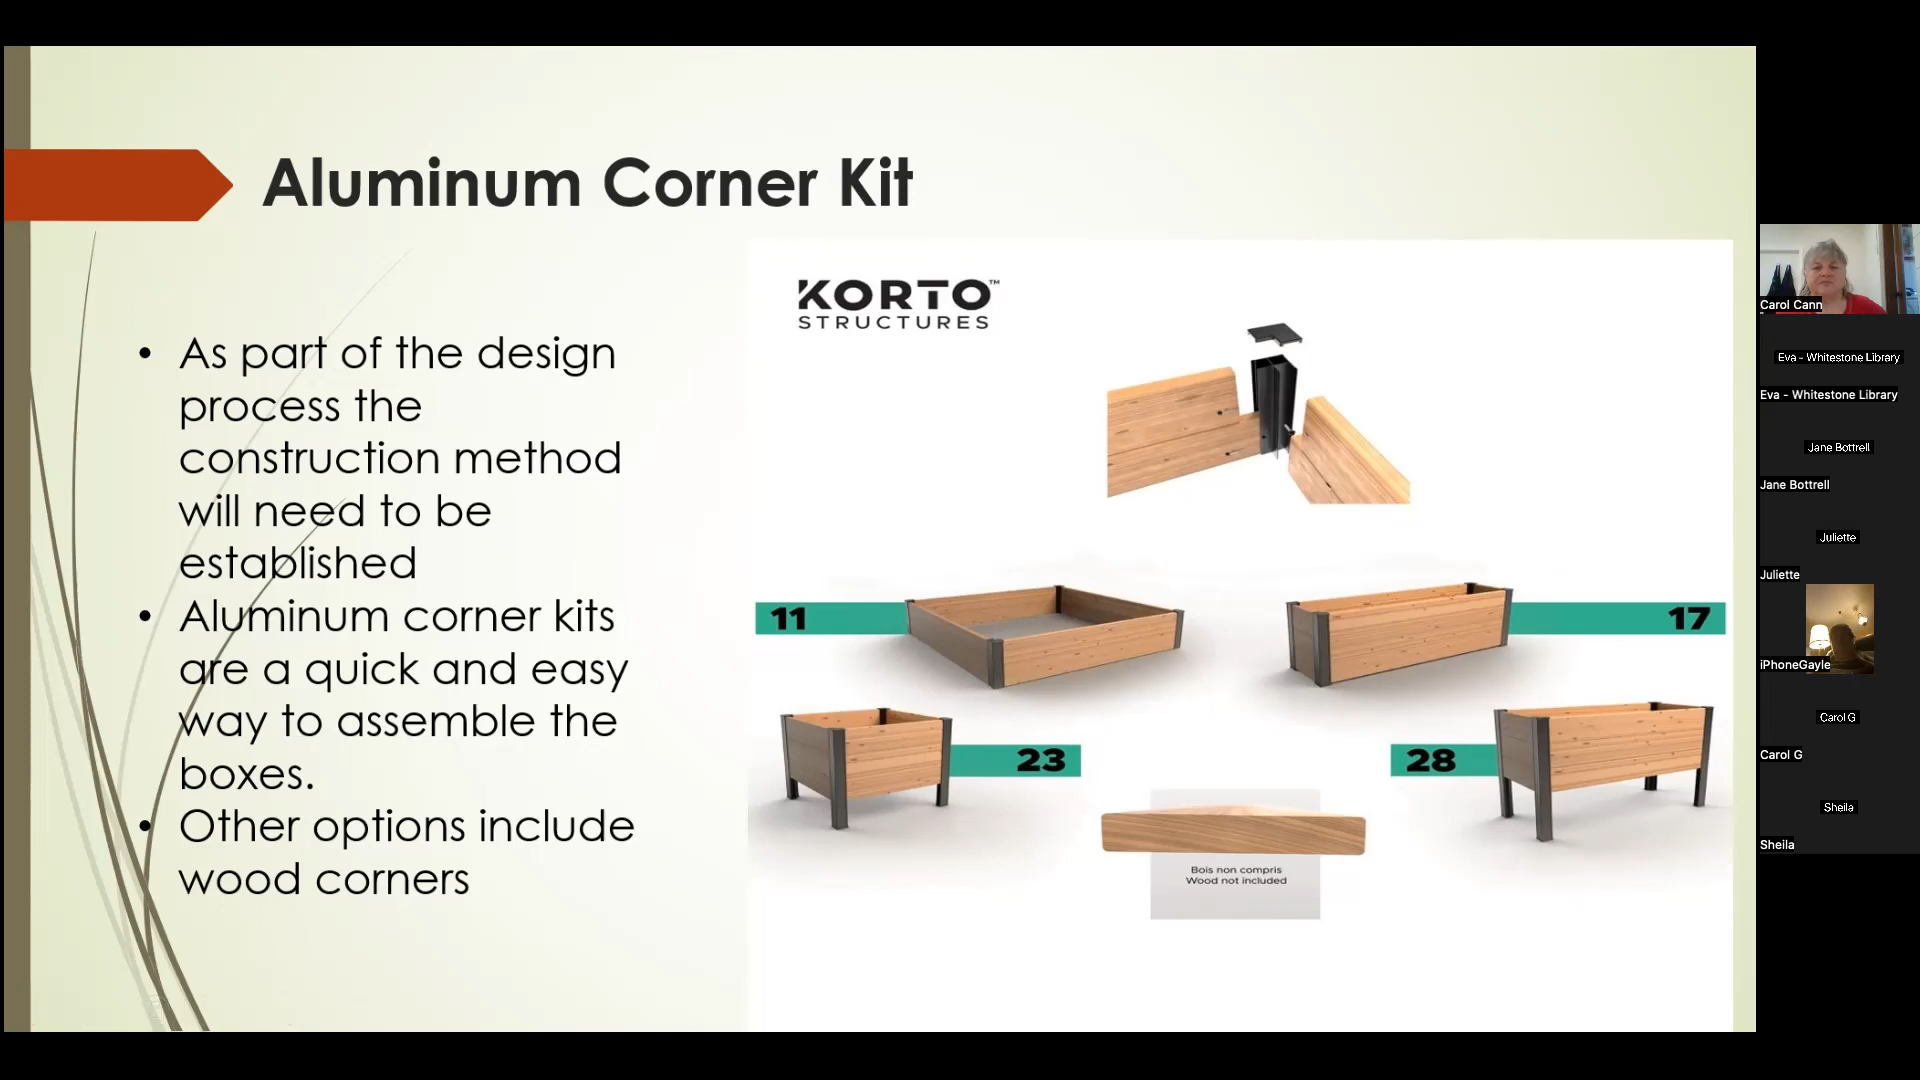 Aluminum Corner Kit
• As part of the design
process the
construction method
will need to be
established
• Aluminum corner kits
are a quick and easy
way to assemble the
boxes.
• Other options include
wood corners
KORTO™
STRUCTURES
11
17
23
28
Bois non compris
Wood not included
Carol Cann
Eva - Whitestone Library
Eva - Whitestone Library
Jane Bottrell
Jane Bottrell
Juliette
Juliette
iPhoneGayle
Carol G
Carol G
Sheila
Sheila